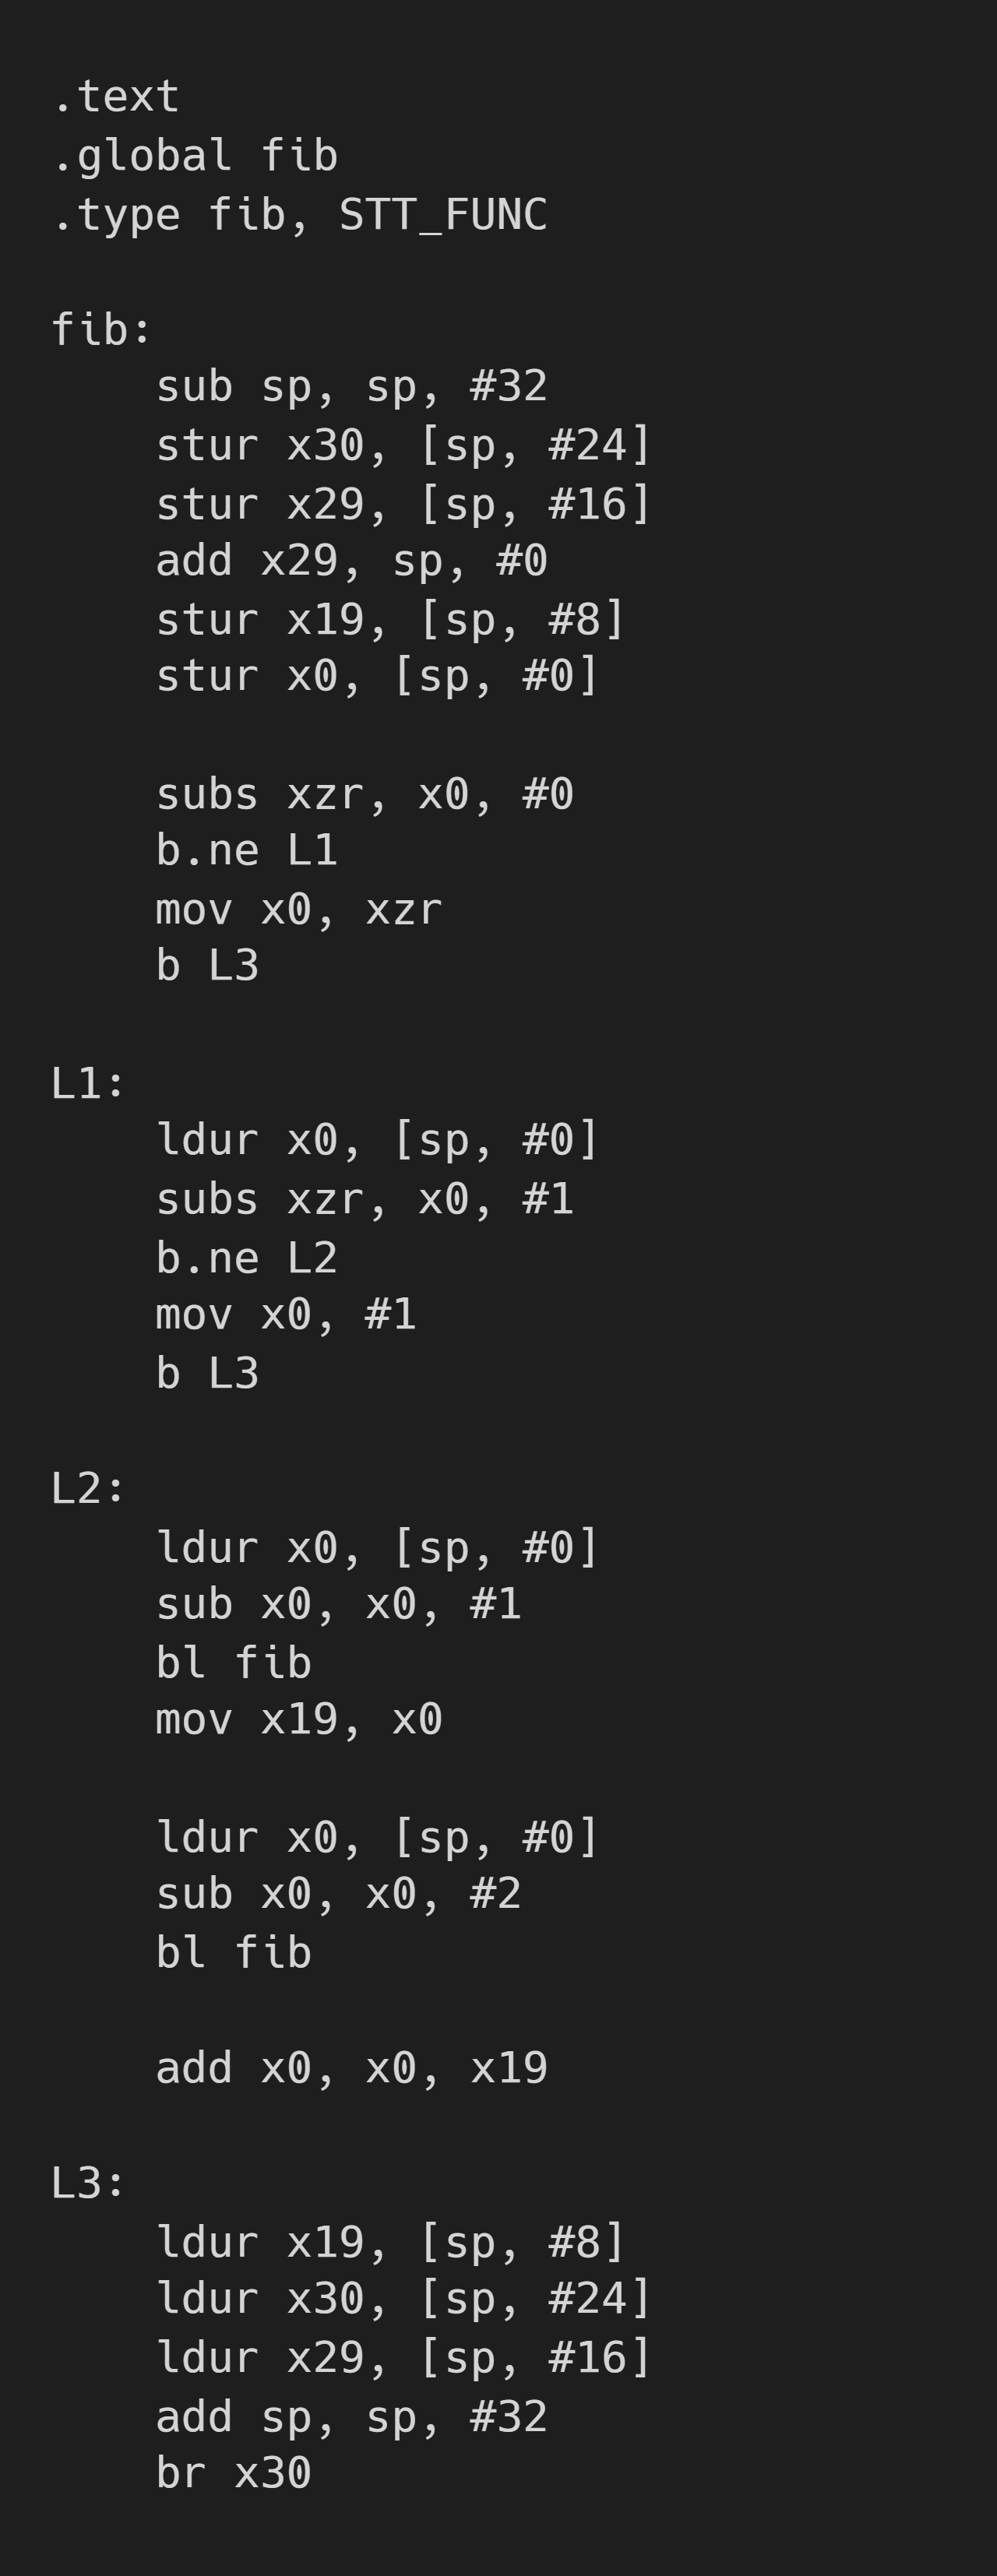 .text
.global fib
.type fib, STT_FUNC

fib:
    sub sp, sp, #32
    stur x30, [sp, #24]
    stur x29, [sp, #16]
    add x29, sp, #0
    stur x19, [sp, #8]
    stur x0, [sp, #0]

    subs xzr, x0, #0
    b.ne L1
    mov x0, xzr
    b L3

L1:
    ldur x0, [sp, #0]
    subs xzr, x0, #1
    b.ne L2
    mov x0, #1
    b L3

L2:
    ldur x0, [sp, #0]
    sub x0, x0, #1
    bl fib
    mov x19, x0

    ldur x0, [sp, #0]
    sub x0, x0, #2
    bl fib

    add x0, x0, x19

L3:
    ldur x19, [sp, #8]
    ldur x30, [sp, #24]
    ldur x29, [sp, #16]
    add sp, sp, #32
    br x30